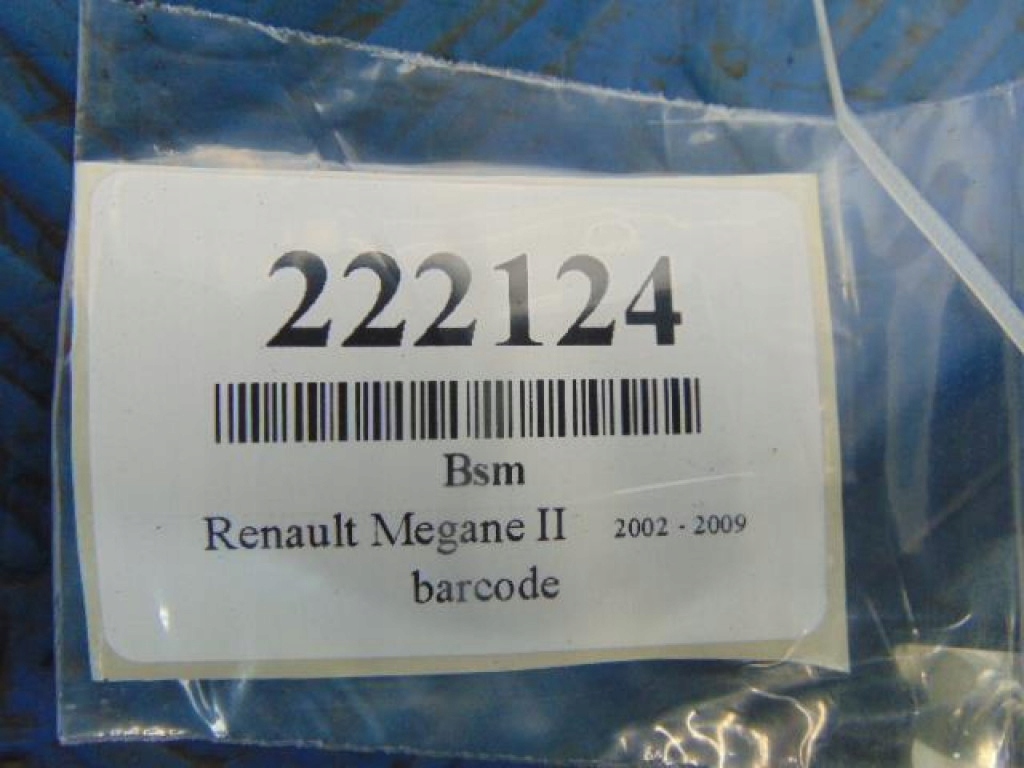 222124
Bsm
Renault Megane II 2002 - 2009
barcode